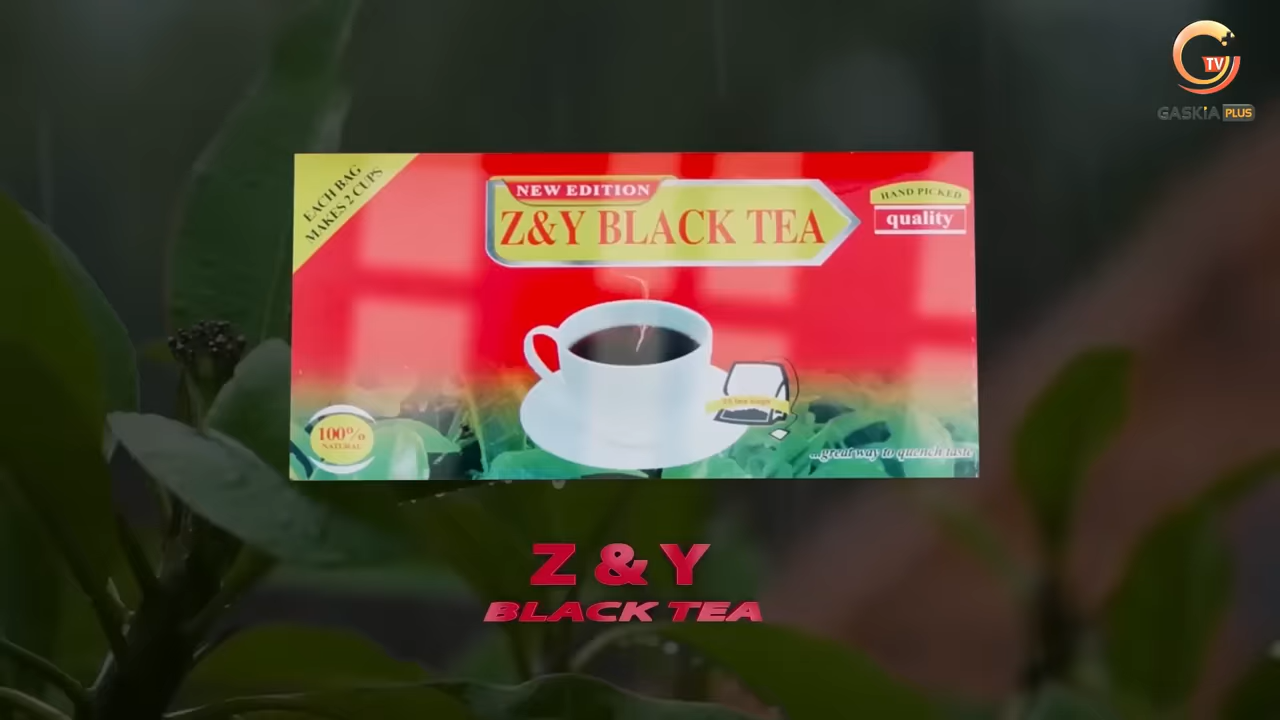 TV
GASKIA PLUS
EACH BAG
MAKES 2 CUPS
NEW EDITION
Z&Y BLACK TEA
HAND PICKED
quality
100%
NATURAL
...great way to quench taste
Z & Y
BLACK TEA